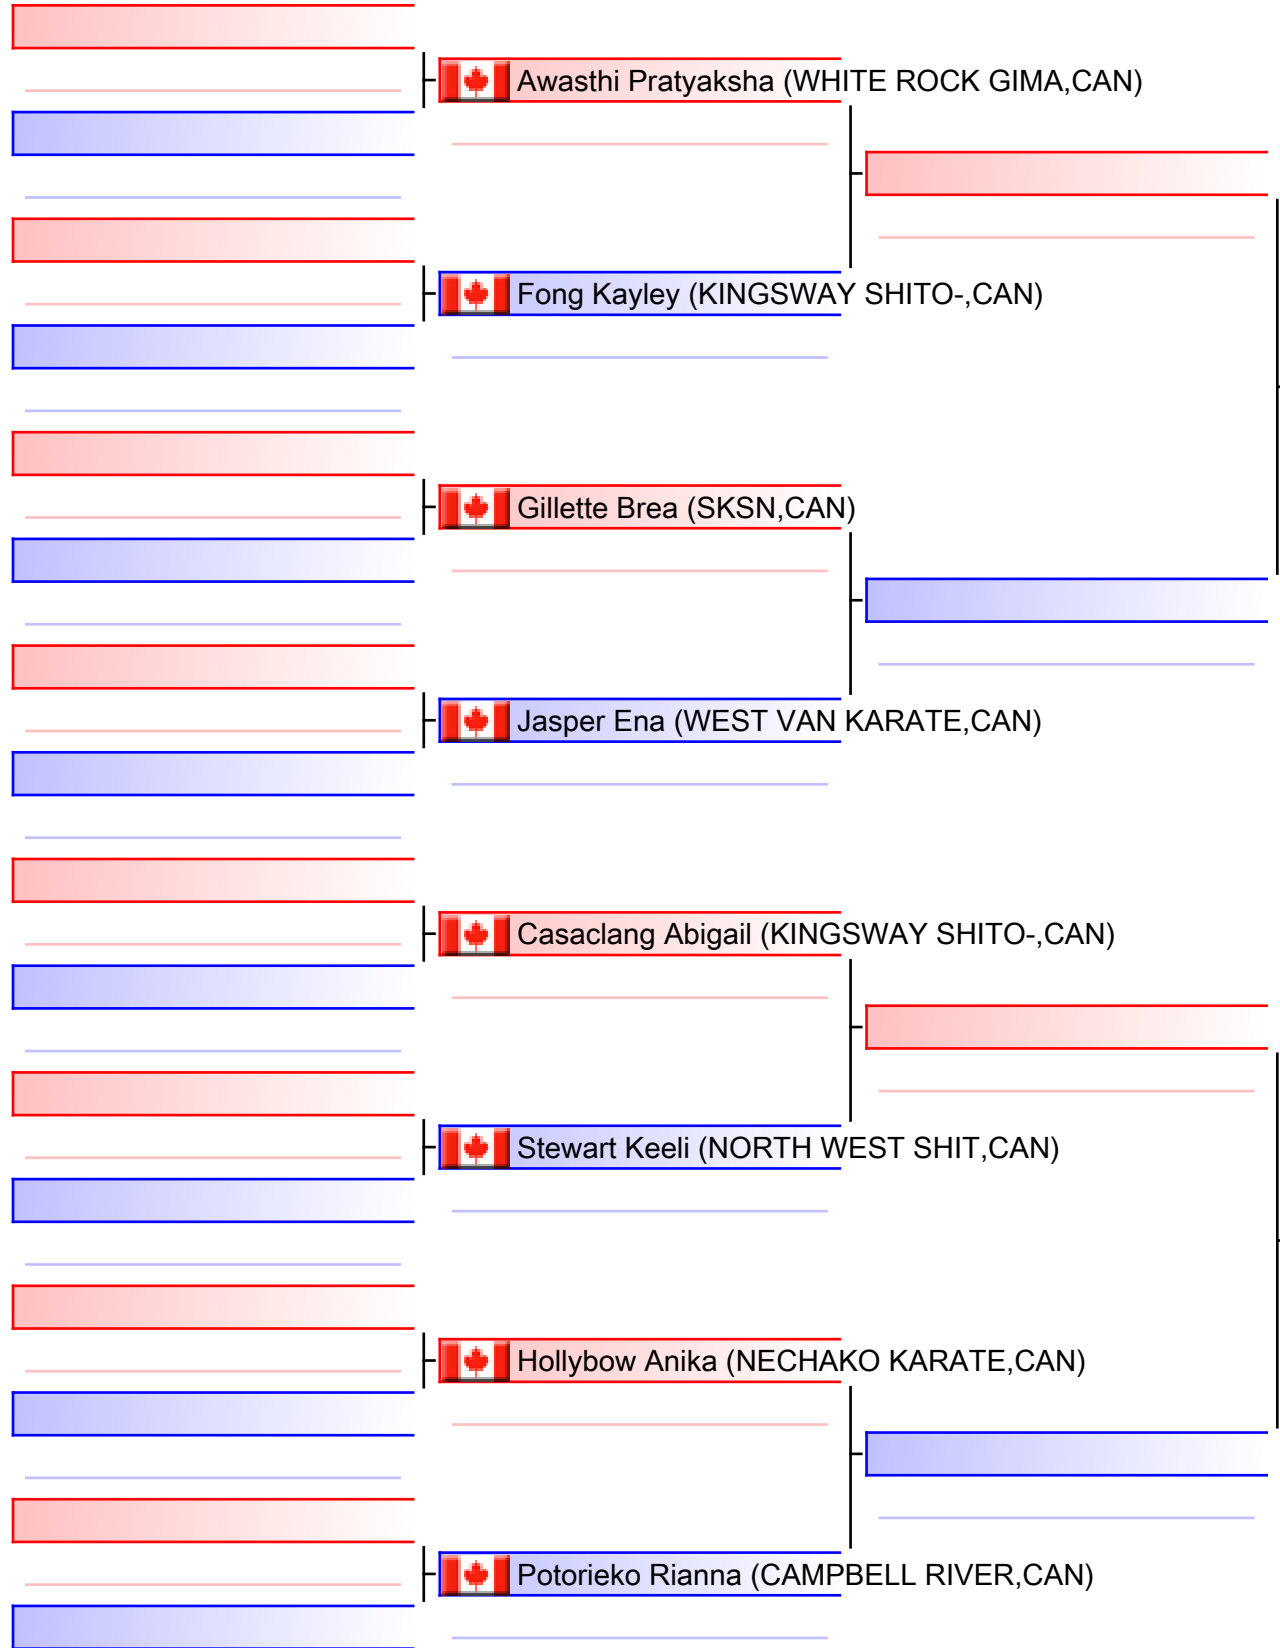 Awasthi Pratyaksha (WHITE ROCK GIMA,CAN)
Fong Kayley (KINGSWAY SHITO-,CAN)
Gillette Brea (SKSN,CAN)
Jasper Ena (WEST VAN KARATE,CAN)
Casaclang Abigail (KINGSWAY SHITO-,CAN)
Stewart Keeli (NORTH WEST SHIT,CAN)
Hollybow Anika (NECHAKO KARATE,CAN)
Potorieko Rianna (CAMPBELL RIVER,CAN)